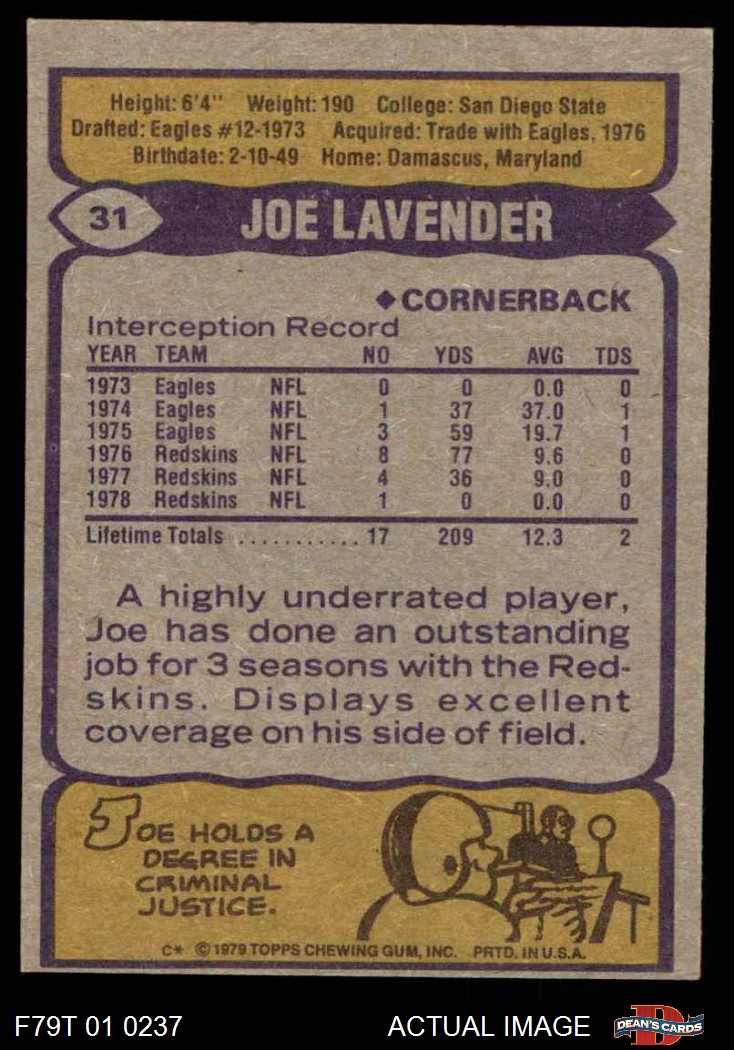 Height: 6'4" Weight: 190 College: San Diego State
Drafted: Eagles #12-1973 Acquired: Trade with Eagles, 1976
Birthdate: 2-10-49 Home: Damascus, Maryland
31 JOE LAVENDER
◆CORNERBACK
Interception Record
YEAR TEAM NO YDS AVG TDS
1973 Eagles NFL 0 0 0.0 0
1974 Eagles NFL 1 37 37.0 1
1975 Eagles NFL 3 59 19.7 1
1976 Redskins NFL 8 77 9.6 0
1977 Redskins NFL 4 36 9.0 0
1978 Redskins NFL 1 0 0.0 0
Lifetime Totals ........... 17 209 12.3 2
A highly underrated player,
Joe has done an outstanding
job for 3 seasons with the Red-
skins. Displays excellent
coverage on his side of field.
JOE HOLDS A
DEGREE IN
CRIMINAL
JUSTICE.
C* © 1979 TOPPS CHEWING GUM, INC. PRTD. IN U.S.A.
F79T 01 0237 ACTUAL IMAGE D DEAN'S CARDS